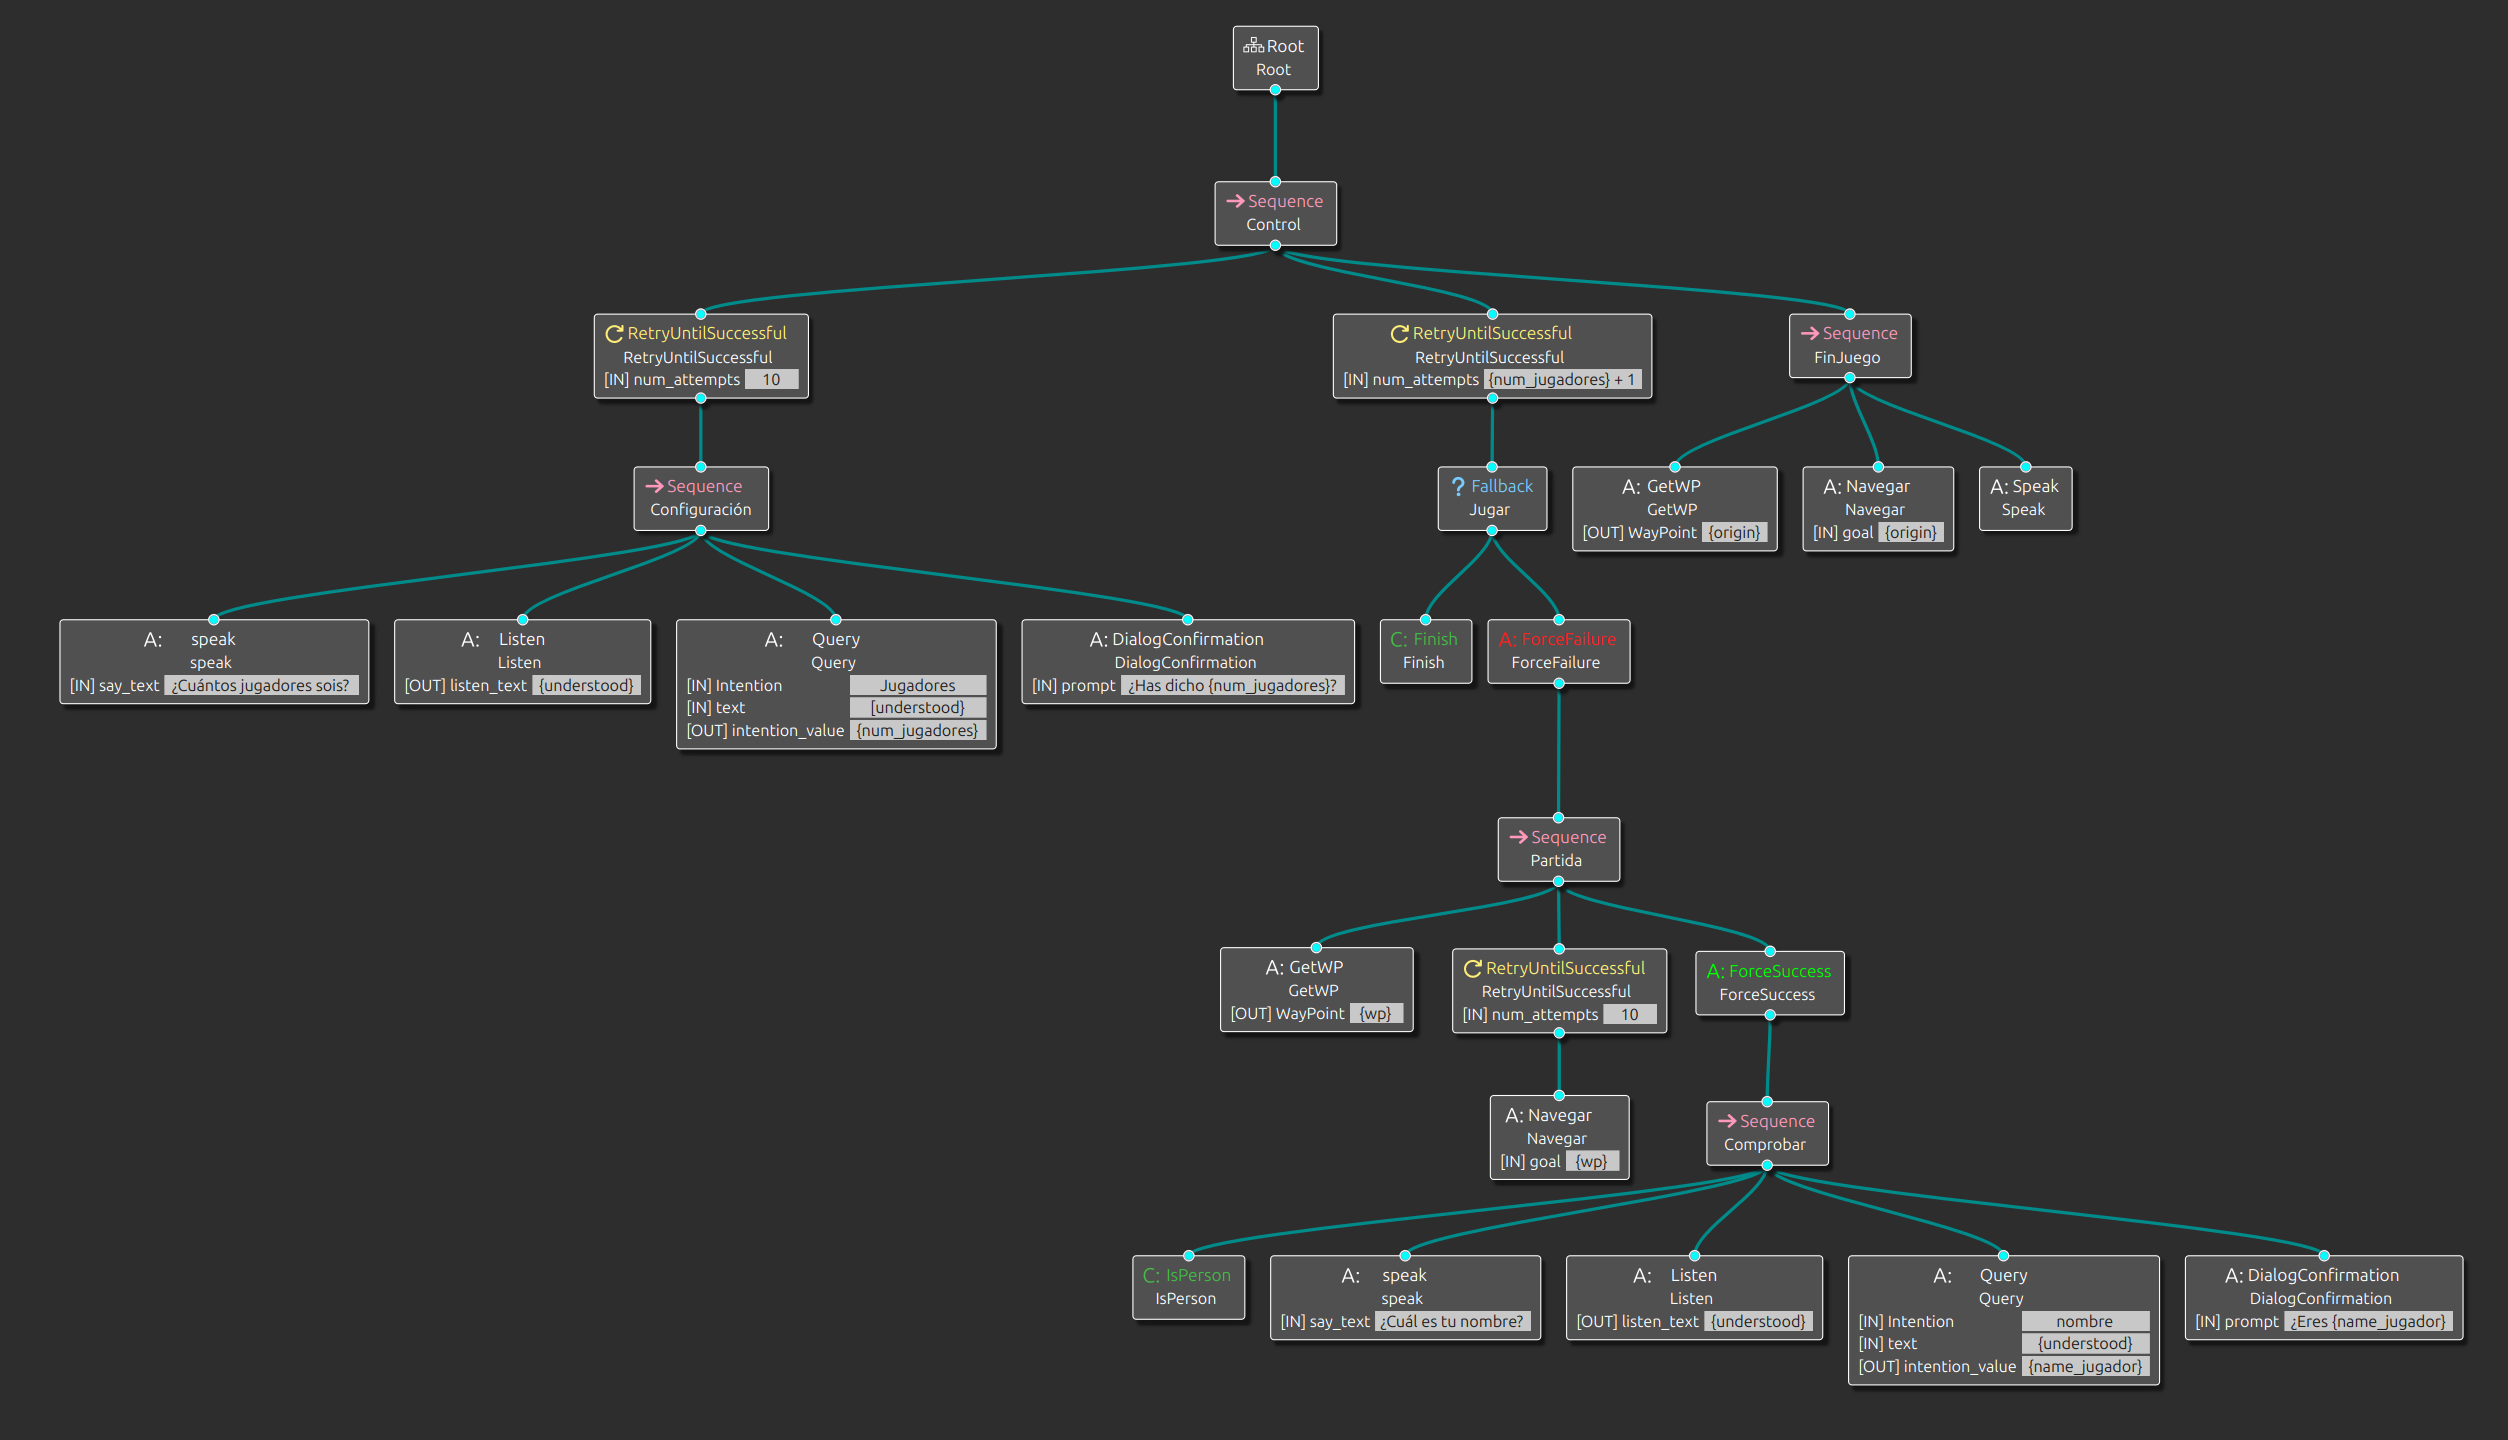 Root
Root
Sequence
Control
RetryUntilSuccessful
RetryUntilSuccessful
[IN] num_attempts 10
RetryUntilSuccessful
RetryUntilSuccessful
[IN] num_attempts {num_jugadores} + 1
Sequence
FinJuego
Sequence
Configuración
? Fallback
Jugar
A: GetWP
GetWP
[OUT] WayPoint {origin}
A: Navegar
Navegar
[IN] goal {origin}
A: Speak
Speak
A: speak
speak
[IN] say_text ¿Cuántos jugadores sois?
A: Listen
Listen
[OUT] listen_text {understood}
A: Query
Query
[IN] Intention Jugadores
[IN] text [understood}
[OUT] intention_value {num_jugadores}
A: DialogConfirmation
DialogConfirmation
[IN] prompt ¿Has dicho {num_jugadores}?
C: Finish
Finish
A: ForceFailure
ForceFailure
Sequence
Partida
A: GetWP
GetWP
[OUT] WayPoint {wp}
RetryUntilSuccessful
RetryUntilSuccessful
[IN] num_attempts 10
A: ForceSuccess
ForceSuccess
A: Navegar
Navegar
[IN] goal {wp}
Sequence
Comprobar
C: IsPerson
IsPerson
A: speak
speak
[IN] say_text ¿Cuál es tu nombre?
A: Listen
Listen
[OUT] listen_text {understood}
A: Query
Query
[IN] Intention nombre
[IN] text {understood}
[OUT] intention_value {name_jugador}
A: DialogConfirmation
DialogConfirmation
[IN] prompt ¿Eres {name_jugador}